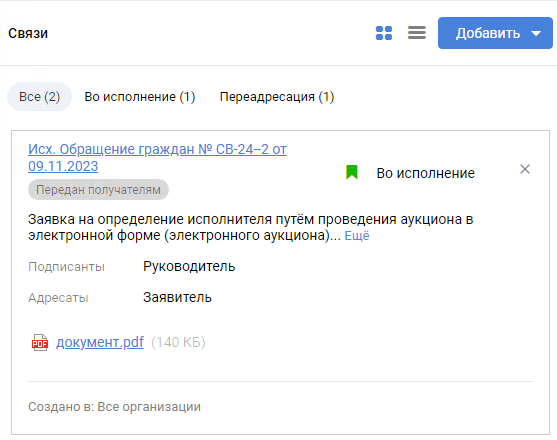 Связи
Добавить
Все (2)
Во исполнение (1)
Переадресация (1)
Исх. Обращение граждан № СВ-24--2 от
09.11.2023
Во исполнение
Передан получателям
Заявка на определение исполнителя путём проведения аукциона в
электронной форме (электронного аукциона)... Ещё
Подписанты Руководитель
Адресаты Заявитель
PDF документ.pdf (140 КБ)
Создано в: Все организации